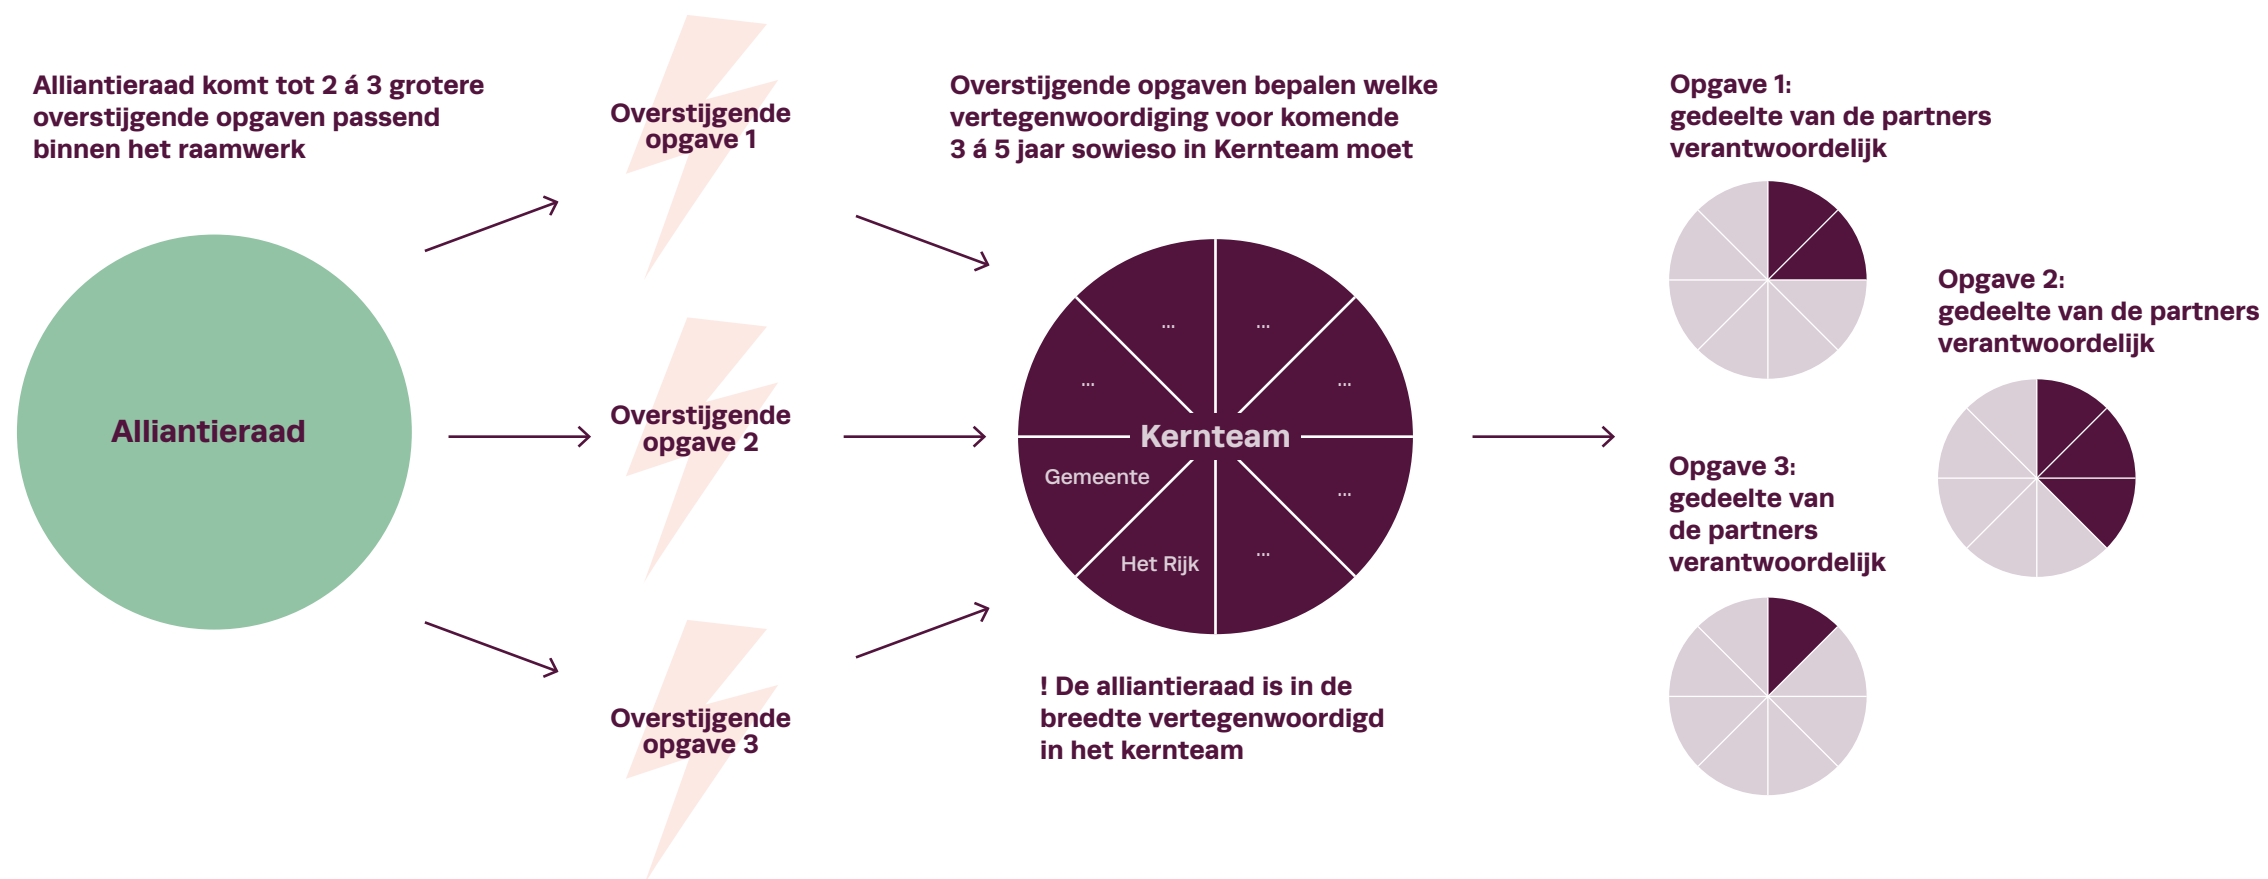 Alliantieraad komt tot 2 á 3 grotere
overstijgende opgaven passend
binnen het raamwerk
Alliantieraad
Overstijgende
opgave 1
Overstijgende
opgave 2
Overstijgende
opgave 3
Overstijgende opgaven bepalen welke
vertegenwoordiging voor komende
3 á 5 jaar sowieso in Kernteam moet
...
...
...
...
Kernteam
Gemeente
...
Het Rijk
...
! De alliantieraad is in de
breedte vertegenwoordigd
in het kernteam
Opgave 1:
gedeelte van de partners
verantwoordelijk
Opgave 2:
gedeelte van de partners
verantwoordelijk
Opgave 3:
gedeelte van
de partners
verantwoordelijk